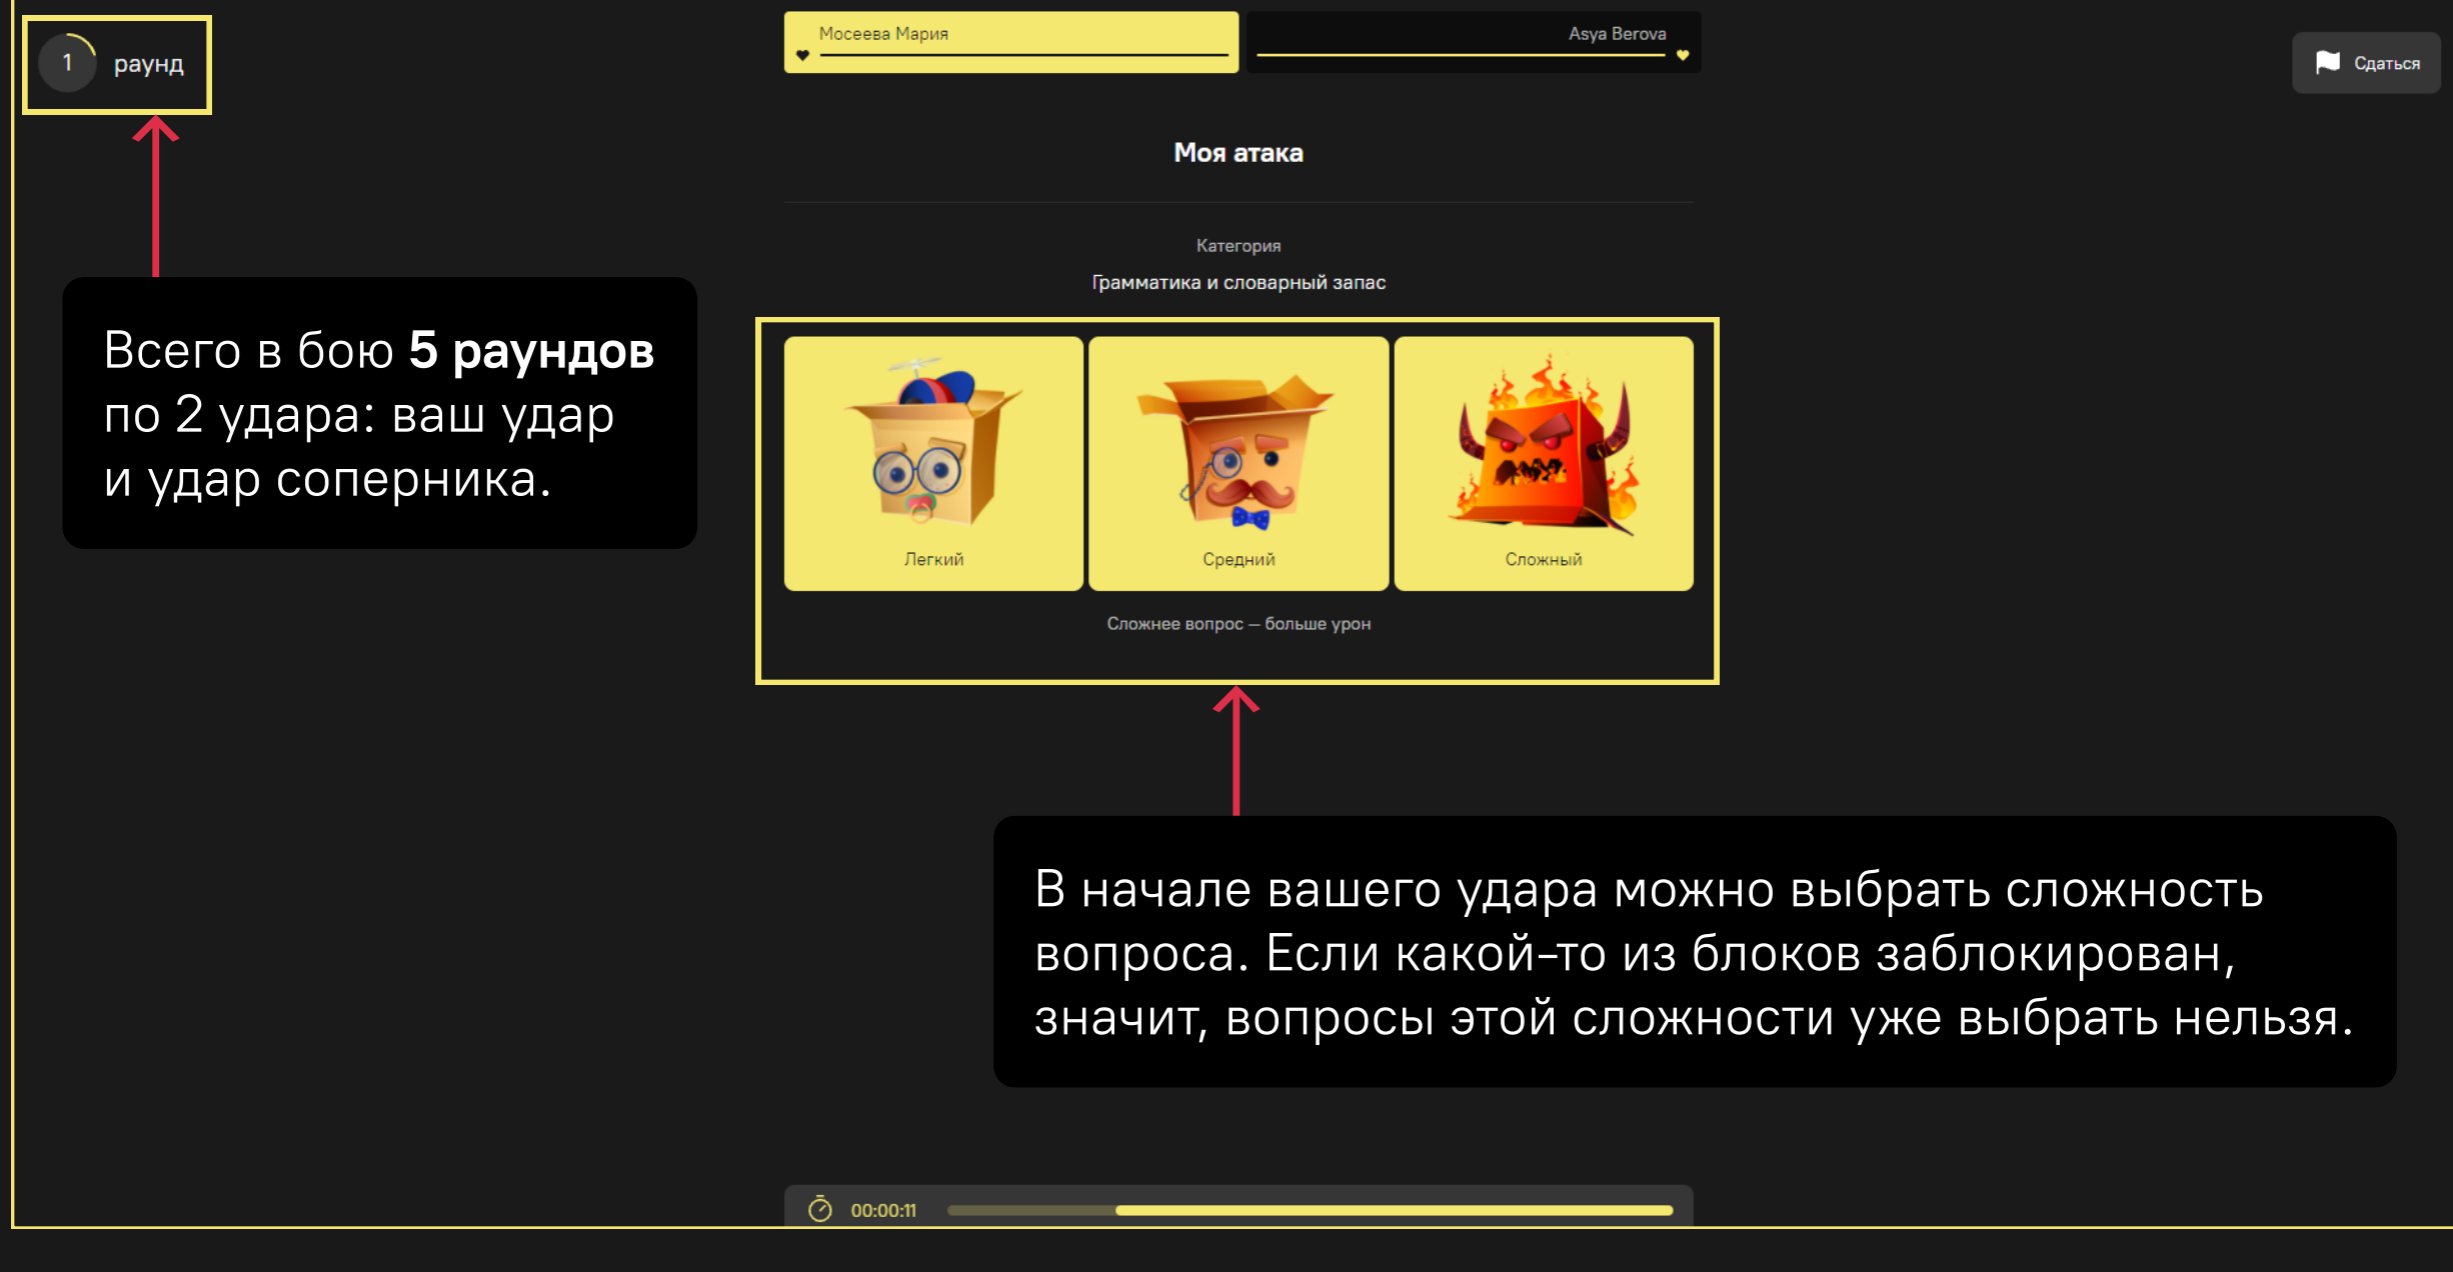 1 раунд
Мосеева Мария
Asya Berova
Сдаться
Моя атака
Категория
Грамматика и словарный запас
Всего в бою 5 раундов
по 2 удара: ваш удар
и удар соперника.
Легкий
Средний
Сложный
Сложнее вопрос — больше урон
В начале вашего удара можно выбрать сложность
вопроса. Если какой-то из блоков заблокирован,
значит, вопросы этой сложности уже выбрать нельзя.
00:00:11